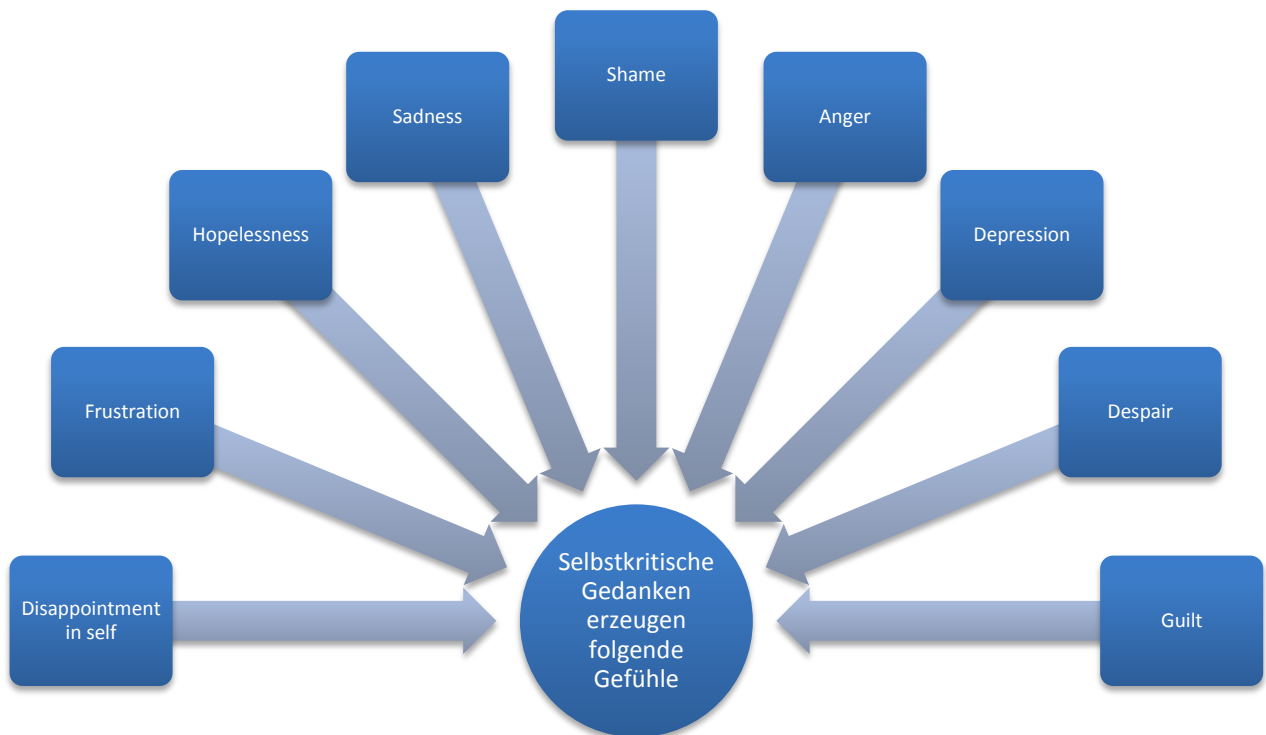 Shame
Sadness
Anger
Hopelessness
Depression
Frustration
Despair
Disappointment
in self
Guilt
Selbstkritische
Gedanken
erzeugen
folgende
Gefühle